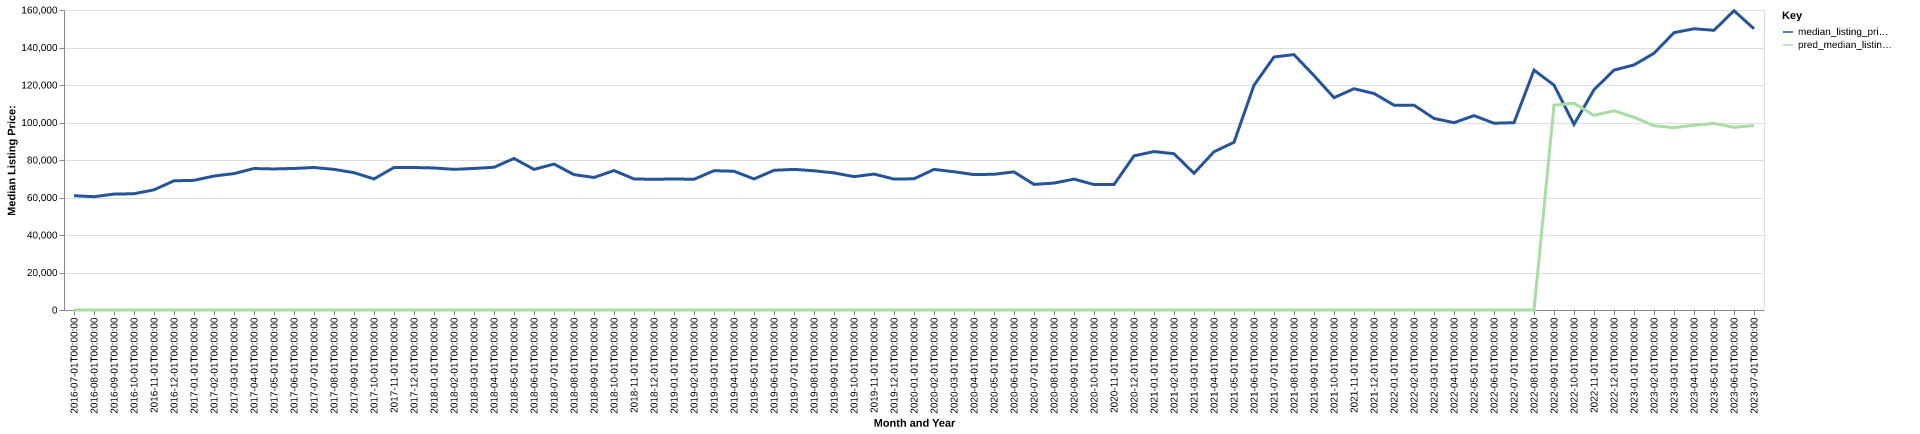 160,000
140,000
120,000
100,000
80,000
60,000
40,000
20,000
0
Median Listing Price:
2016-07-01T00:00:00
2016-08-01T00:00:00
2016-09-01T00:00:00
2016-10-01T00:00:00
2016-11-01T00:00:00
2016-12-01T00:00:00
2017-01-01T00:00:00
2017-02-01T00:00:00
2017-03-01T00:00:00
2017-04-01T00:00:00
2017-05-01T00:00:00
2017-06-01T00:00:00
2017-07-01T00:00:00
2017-08-01T00:00:00
2017-09-01T00:00:00
2017-10-01T00:00:00
2017-11-01T00:00:00
2017-12-01T00:00:00
2018-01-01T00:00:00
2018-02-01T00:00:00
2018-03-01T00:00:00
2018-04-01T00:00:00
2018-05-01T00:00:00
2018-06-01T00:00:00
2018-07-01T00:00:00
2018-08-01T00:00:00
2018-09-01T00:00:00
2018-10-01T00:00:00
2018-11-01T00:00:00
2018-12-01T00:00:00
2019-01-01T00:00:00
2019-02-01T00:00:00
2019-03-01T00:00:00
2019-04-01T00:00:00
2019-05-01T00:00:00
2019-06-01T00:00:00
2019-07-01T00:00:00
2019-08-01T00:00:00
2019-09-01T00:00:00
2019-10-01T00:00:00
2019-11-01T00:00:00
2019-12-01T00:00:00
2020-01-01T00:00:00
2020-02-01T00:00:00
2020-03-01T00:00:00
2020-04-01T00:00:00
2020-05-01T00:00:00
2020-06-01T00:00:00
2020-07-01T00:00:00
2020-08-01T00:00:00
2020-09-01T00:00:00
2020-10-01T00:00:00
2020-11-01T00:00:00
2020-12-01T00:00:00
2021-01-01T00:00:00
2021-02-01T00:00:00
2021-03-01T00:00:00
2021-04-01T00:00:00
2021-05-01T00:00:00
2021-06-01T00:00:00
2021-07-01T00:00:00
2021-08-01T00:00:00
2021-09-01T00:00:00
2021-10-01T00:00:00
2021-11-01T00:00:00
2021-12-01T00:00:00
2022-01-01T00:00:00
2022-02-01T00:00:00
2022-03-01T00:00:00
2022-04-01T00:00:00
2022-05-01T00:00:00
2022-06-01T00:00:00
2022-07-01T00:00:00
2022-08-01T00:00:00
2022-09-01T00:00:00
2022-10-01T00:00:00
2022-11-01T00:00:00
2022-12-01T00:00:00
2023-01-01T00:00:00
2023-02-01T00:00:00
2023-03-01T00:00:00
2023-04-01T00:00:00
2023-05-01T00:00:00
2023-06-01T00:00:00
2023-07-01T00:00:00
Month and Year
Key
median_listing_pri…
pred_median_listin…